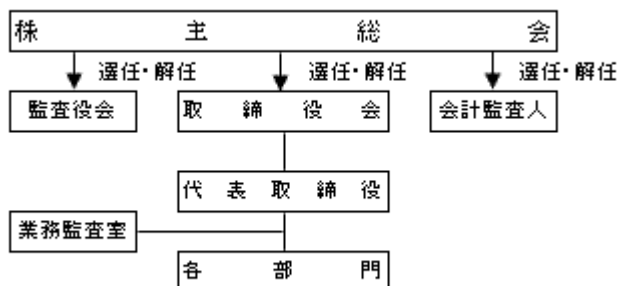 株主総会
選任・解任 選任・解任 選任・解任
監査役会 取締役会 会計監査人
代表取締役
業務監査室
各部門